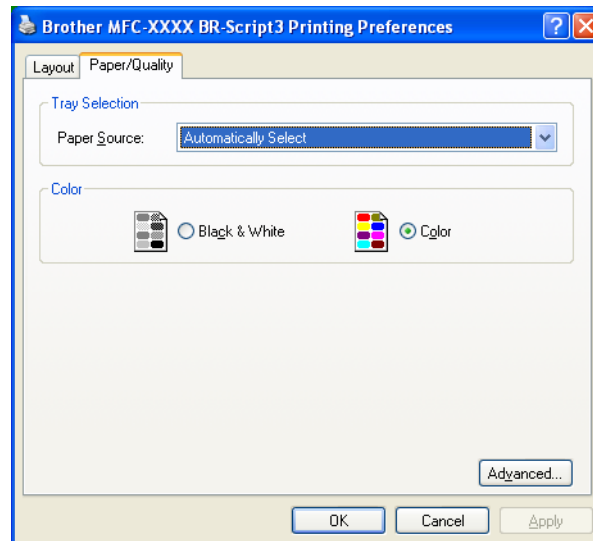 Brother MFC-XXXX BR-Script3 Printing Preferences
Layout Paper/Quality
Tray Selection
Paper Source: Automatically Select
Color
Black & White Color
Advanced...
OK Cancel Apply